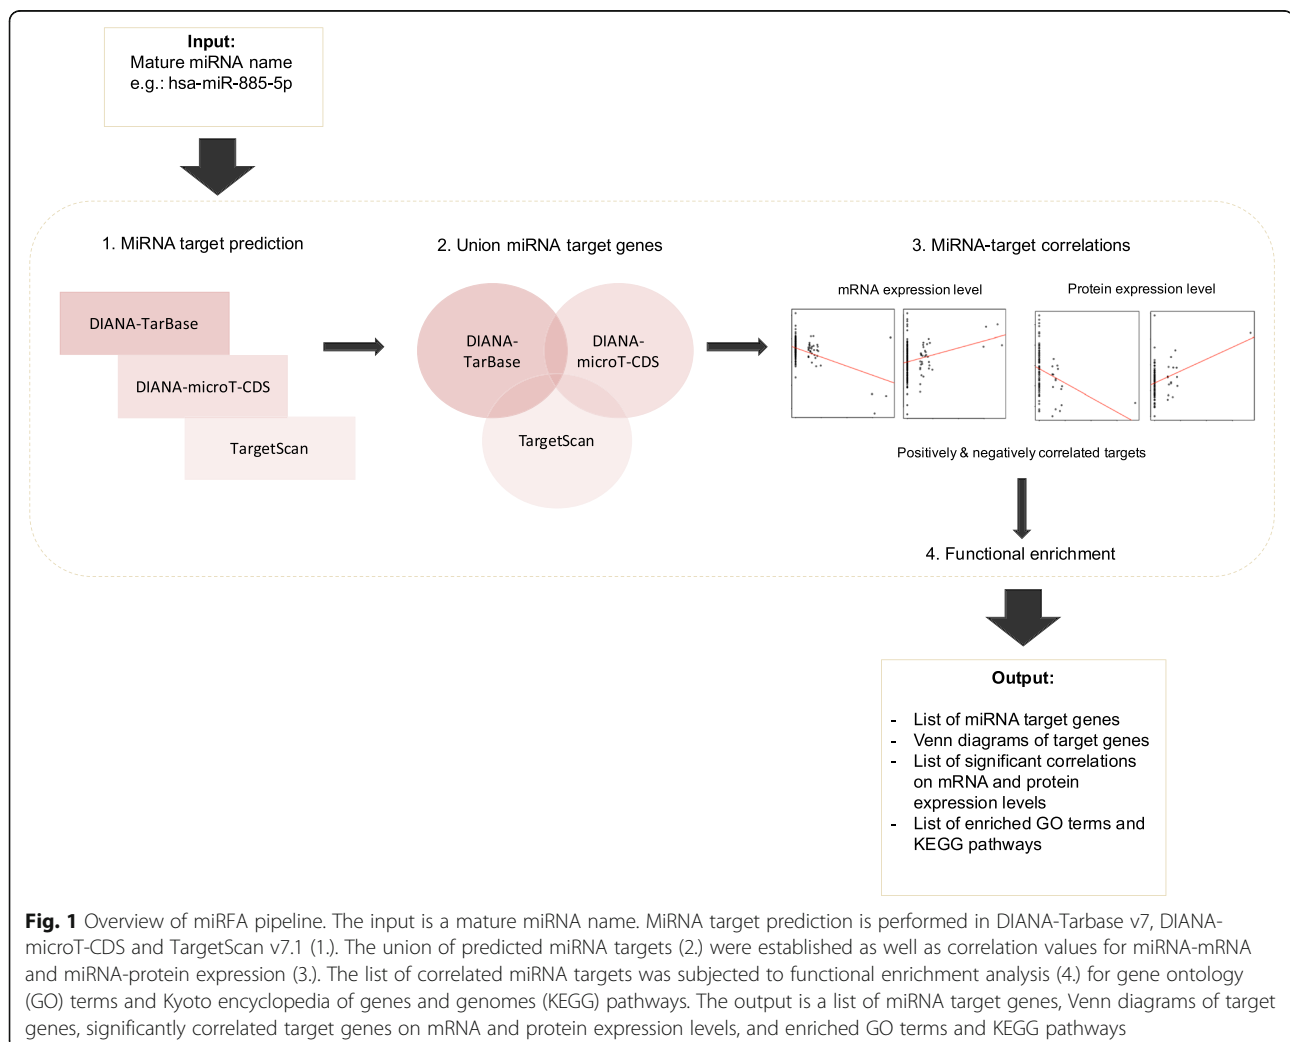 Input:
Mature miRNA name
e.g.: hsa-miR-885-5p
1. MiRNA target prediction
DIANA-TarBase
DIANA-microT-CDS
TargetScan
2. Union miRNA target genes
DIANA-
TarBase
DIANA-
microT-CDS
TargetScan
3. MiRNA-target correlations
mRNA expression level
Protein expression level
Positively & negatively correlated targets
4. Functional enrichment
Output:
- List of miRNA target genes
- Venn diagrams of target genes
- List of significant correlations
on mRNA and protein
expression levels
- List of enriched GO terms and
KEGG pathways
Fig. 1 Overview of miRFA pipeline. The input is a mature miRNA name. MiRNA target prediction is performed in DIANA-Tarbase v7, DIANA-
microT-CDS and TargetScan v7.1 (1.). The union of predicted miRNA targets (2.) were established as well as correlation values for miRNA-mRNA
and miRNA-protein expression (3.). The list of correlated miRNA targets was subjected to functional enrichment analysis (4.) for gene ontology
(GO) terms and Kyoto encyclopedia of genes and genomes (KEGG) pathways. The output is a list of miRNA target genes, Venn diagrams of target
genes, significantly correlated target genes on mRNA and protein expression levels, and enriched GO terms and KEGG pathways